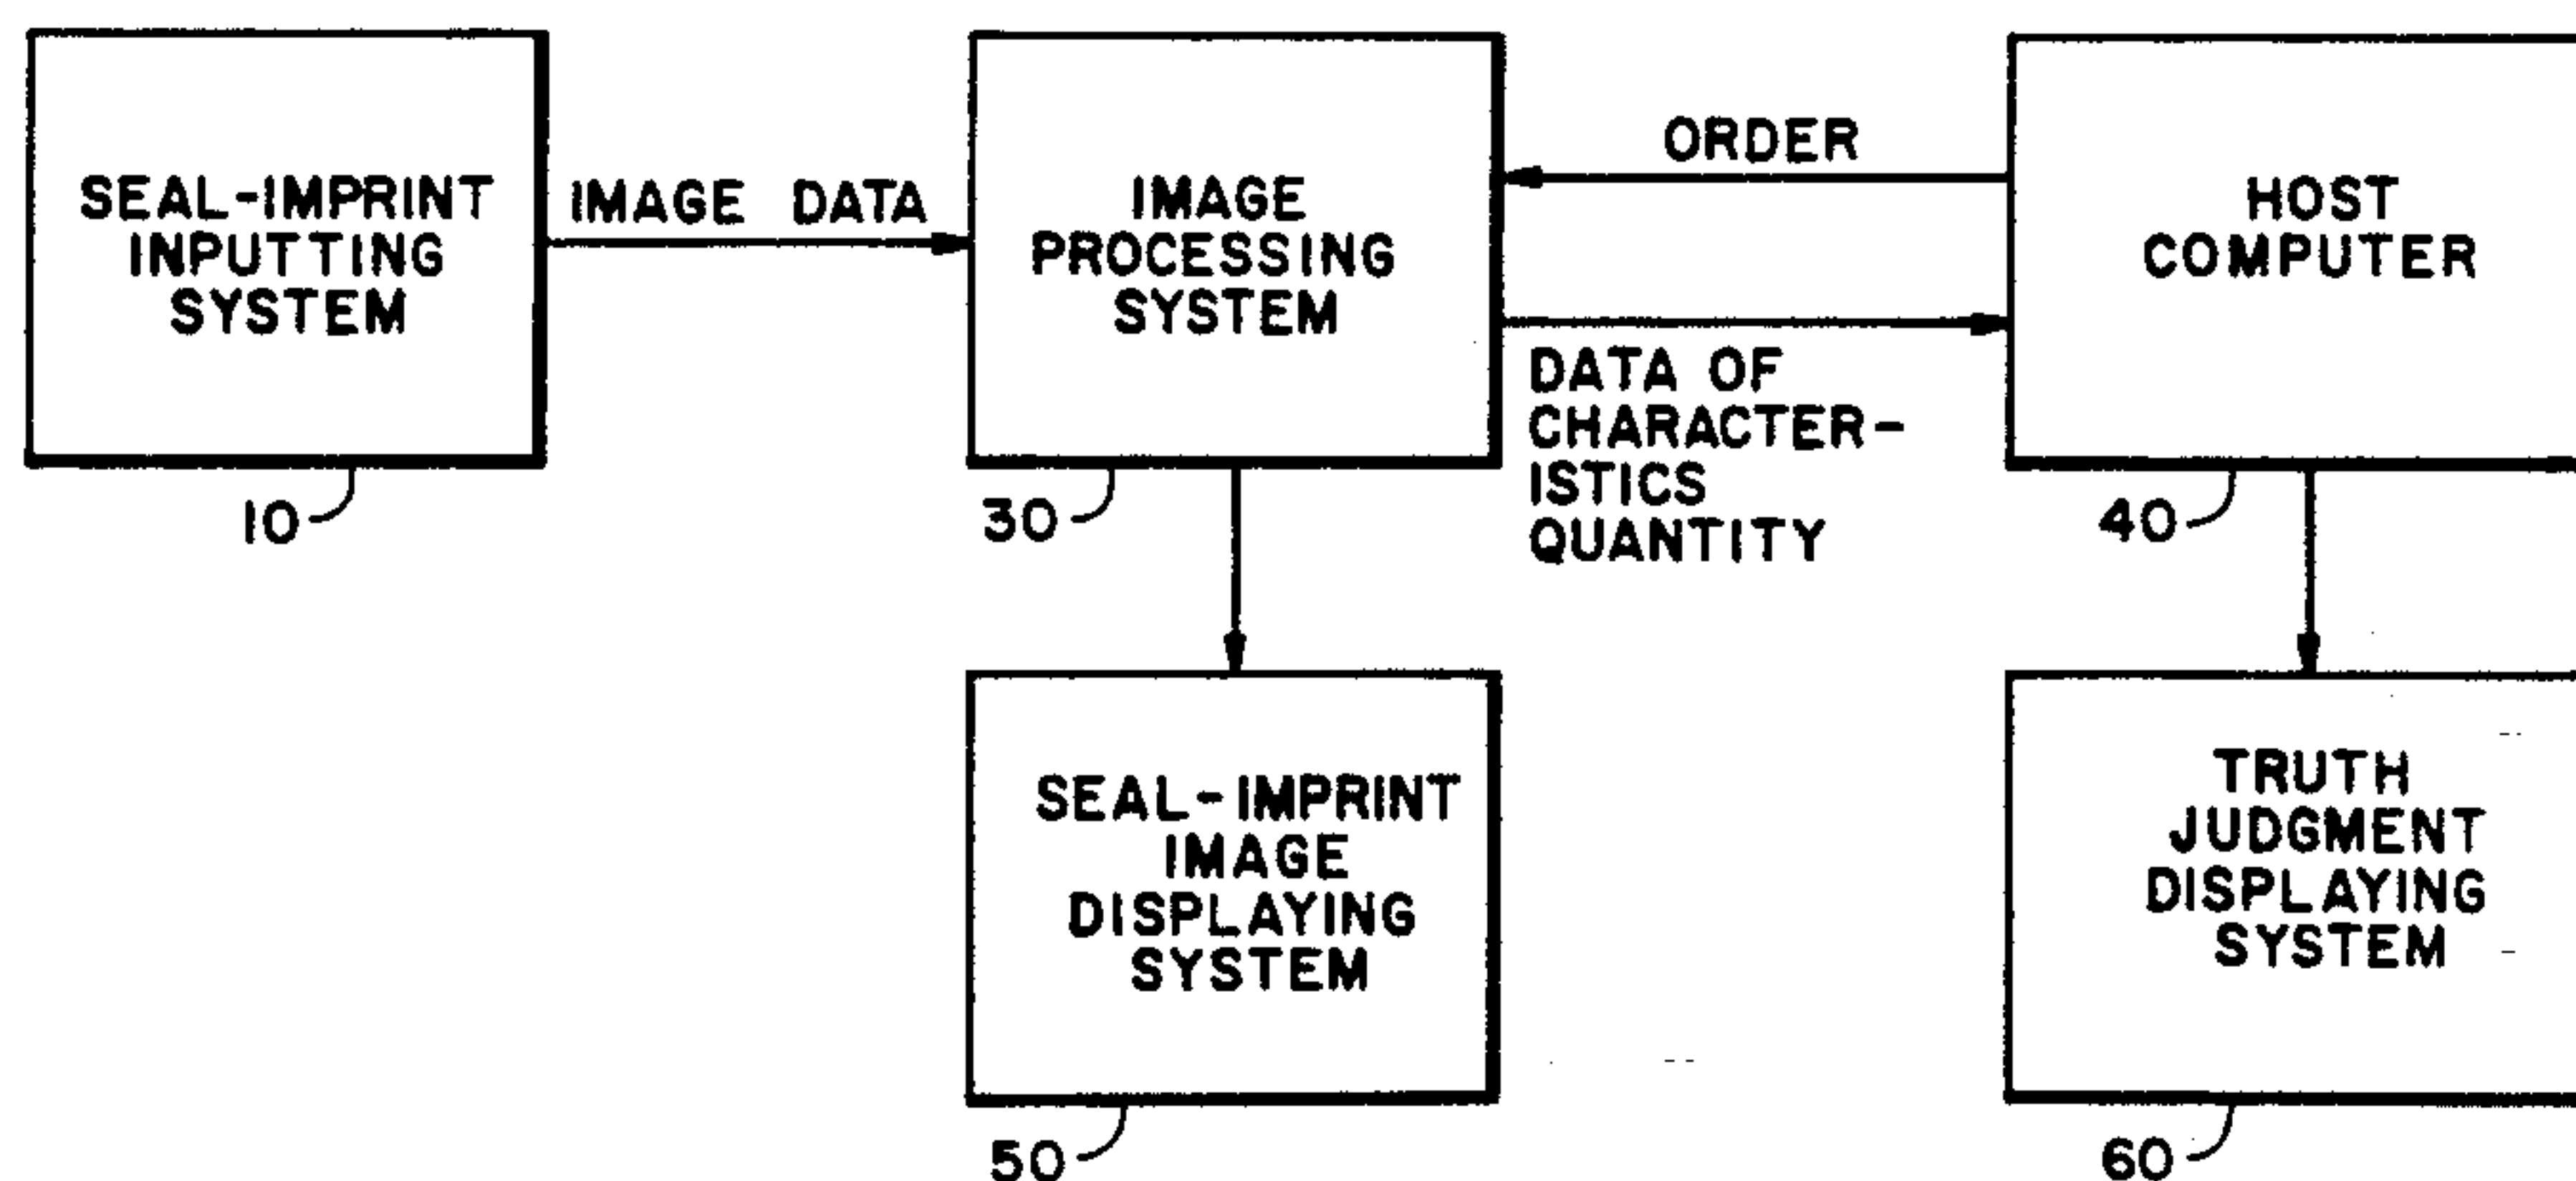 SEAL-IMPRINT
INPUTTING
SYSTEM
10
IMAGE DATA
IMAGE
PROCESSING
SYSTEM
30
ORDER
DATA OF
CHARACTER-
ISTICS
QUANTITY
HOST
COMPUTER
40
SEAL-IMPRINT
IMAGE
DISPLAYING
SYSTEM
50
TRUTH
JUDGMENT
DISPLAYING
SYSTEM
60